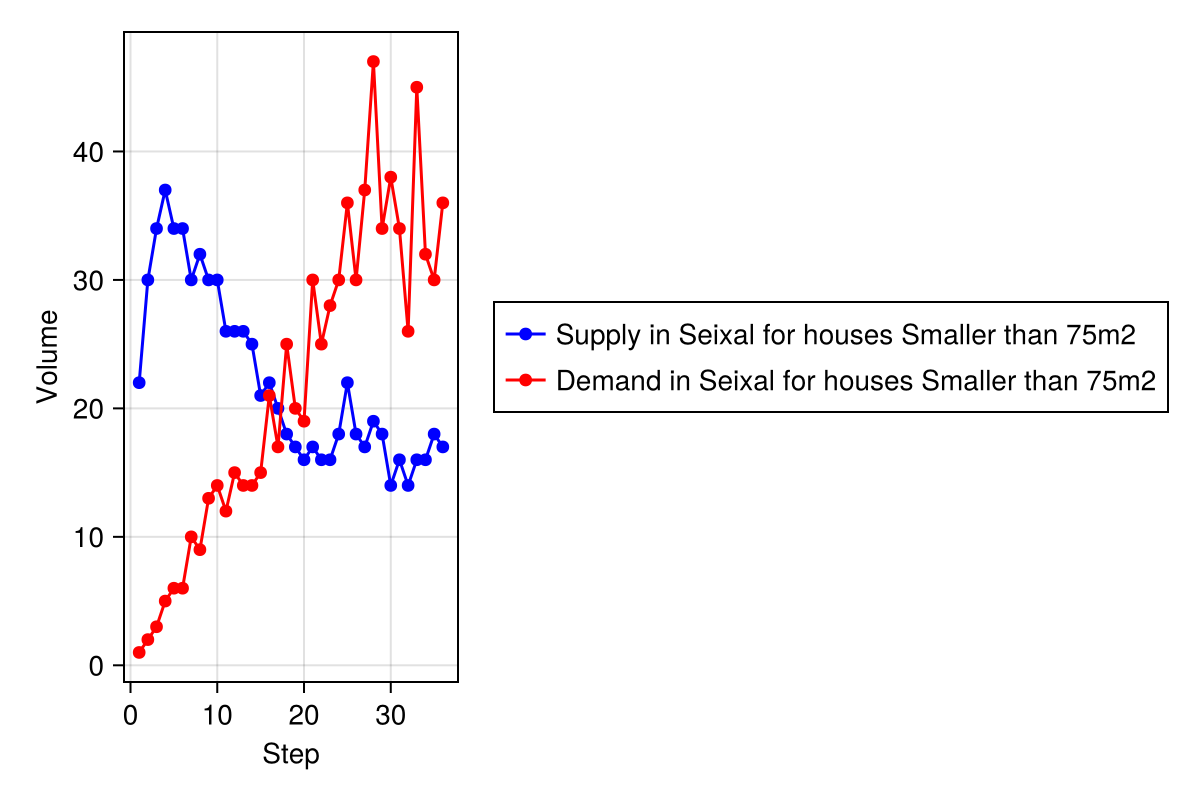 40
30
20
10
0
Volume
0 10 20 30
Step
Supply in Seixal for houses Smaller than 75m2
Demand in Seixal for houses Smaller than 75m2